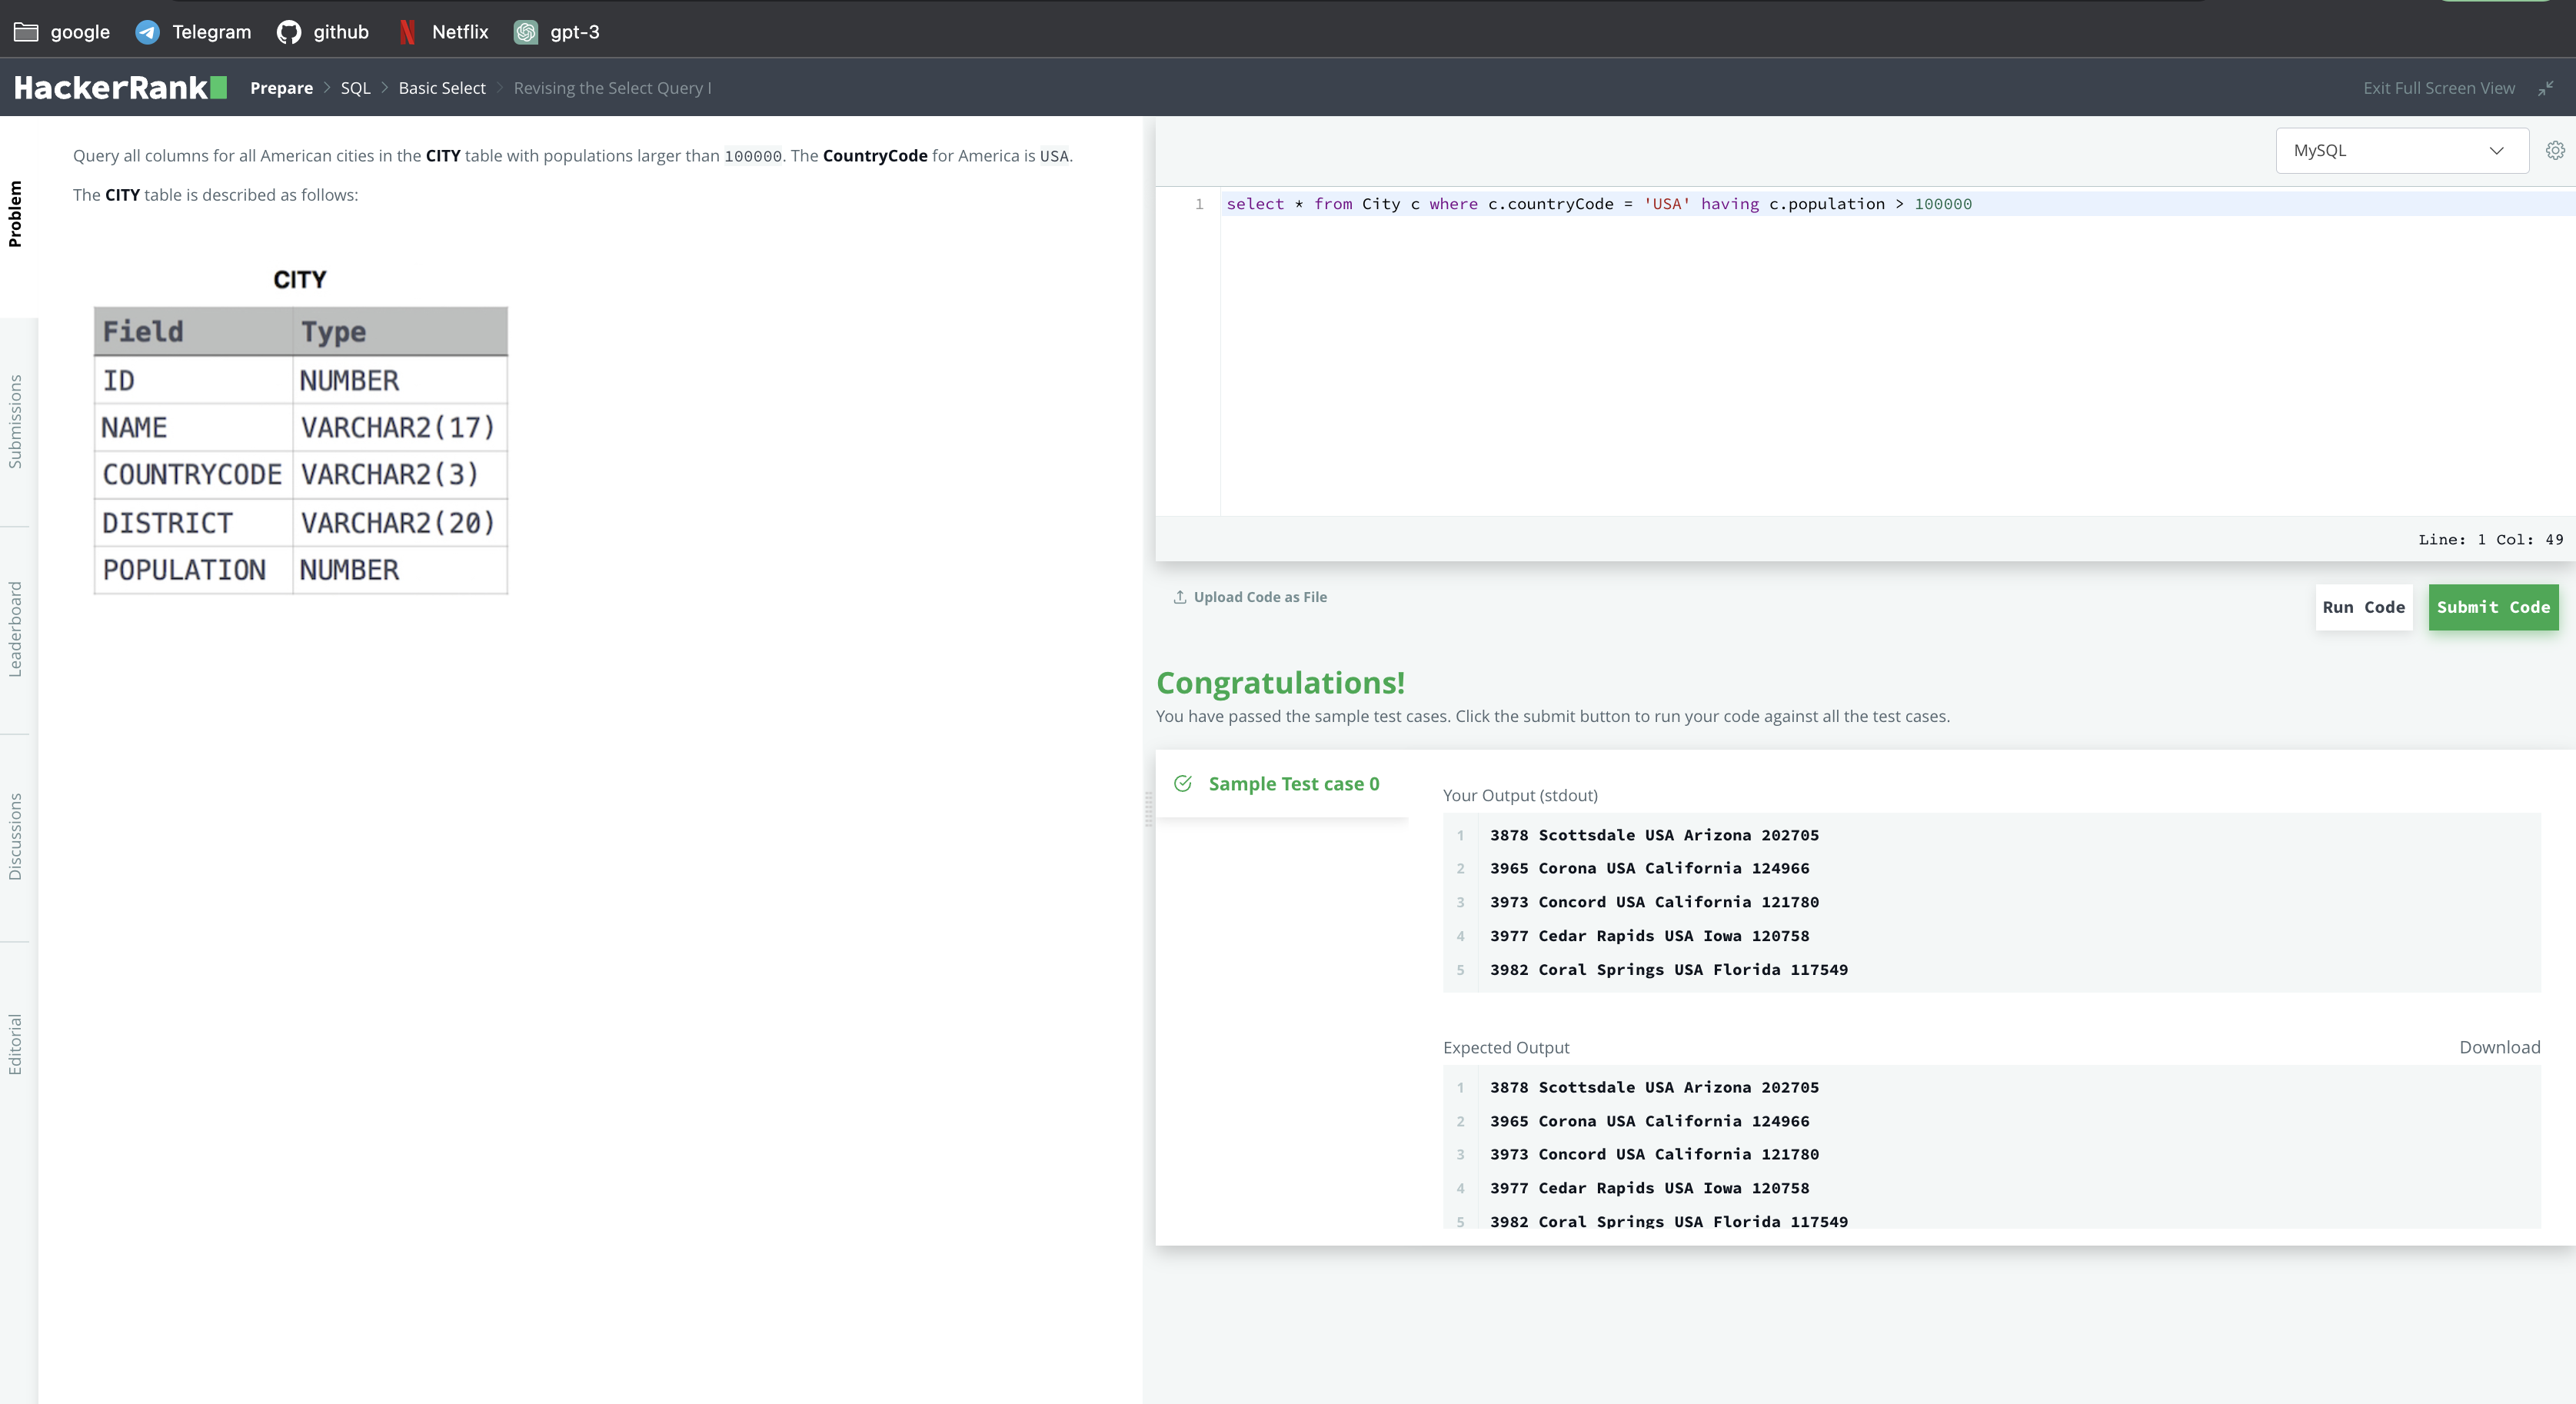 google Telegram github Netflix gpt-3
HackerRank Prepare > SQL > Basic Select > Revising the Select Query I Exit Full Screen View
Problem
Submissions
Leaderboard
Discussions
Editorial
Query all columns for all American cities in the CITY table with populations larger than 100000. The CountryCode for America is USA.
The CITY table is described as follows:
CITY
Field Type
ID NUMBER
NAME VARCHAR2(17)
COUNTRYCODE VARCHAR2(3)
DISTRICT VARCHAR2(20)
POPULATION NUMBER
MySQL
1 select * from City c where c.countryCode = 'USA' having c.population > 100000
Line: 1 Col: 49
Upload Code as File
Run Code Submit Code
Congratulations!
You have passed the sample test cases. Click the submit button to run your code against all the test cases.
Sample Test case 0
Your Output (stdout)
1 3878 Scottsdale USA Arizona 202705
2 3965 Corona USA California 124966
3 3973 Concord USA California 121780
4 3977 Cedar Rapids USA Iowa 120758
5 3982 Coral Springs USA Florida 117549
Expected Output Download
1 3878 Scottsdale USA Arizona 202705
2 3965 Corona USA California 124966
3 3973 Concord USA California 121780
4 3977 Cedar Rapids USA Iowa 120758
5 3982 Coral Springs USA Florida 117549